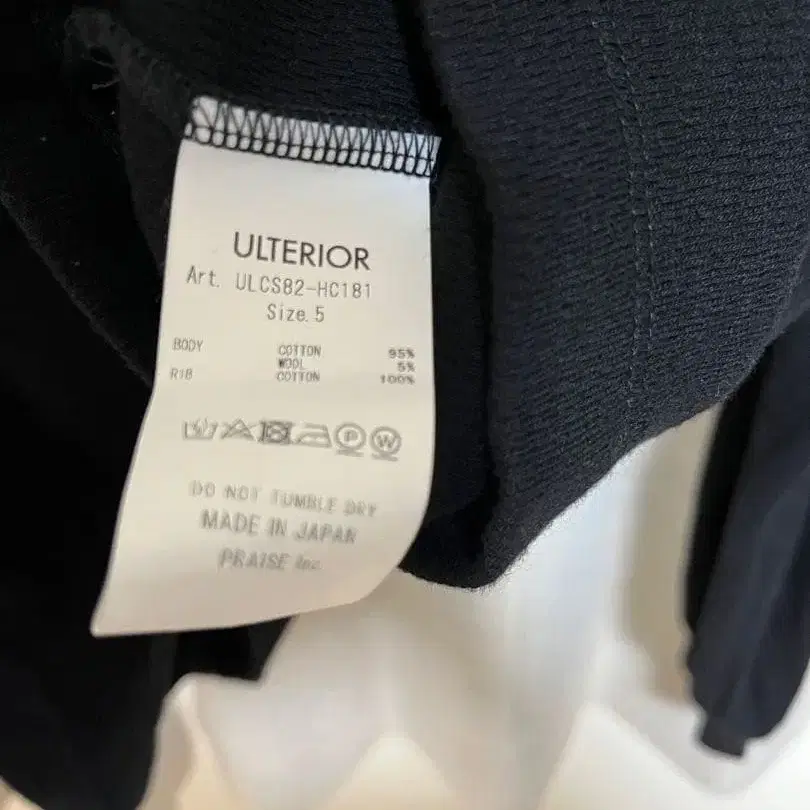 ULTERIOR
Art. ULCS82-HC181
Size.5
BODY COTTON 95%
WOOL 5%
RIB COTTON 100%
P W
DO NOT TUMBLE DRY
MADE IN JAPAN
PRAISE Inc.